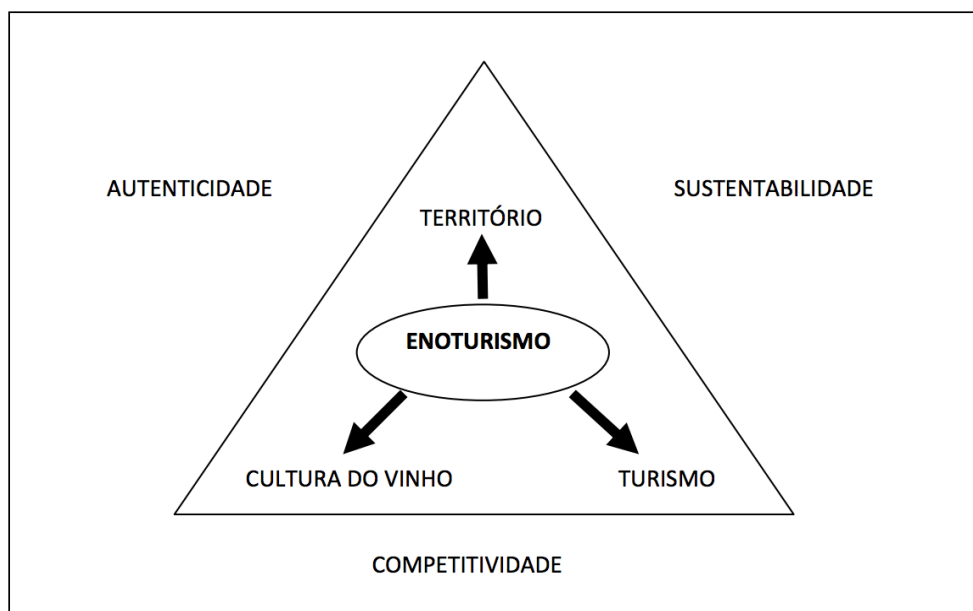 AUTENTICIDADE
SUSTENTABILIDADE
TERRITÓRIO
ENOTURISMO
CULTURA DO VINHO
TURISMO
COMPETITIVIDADE